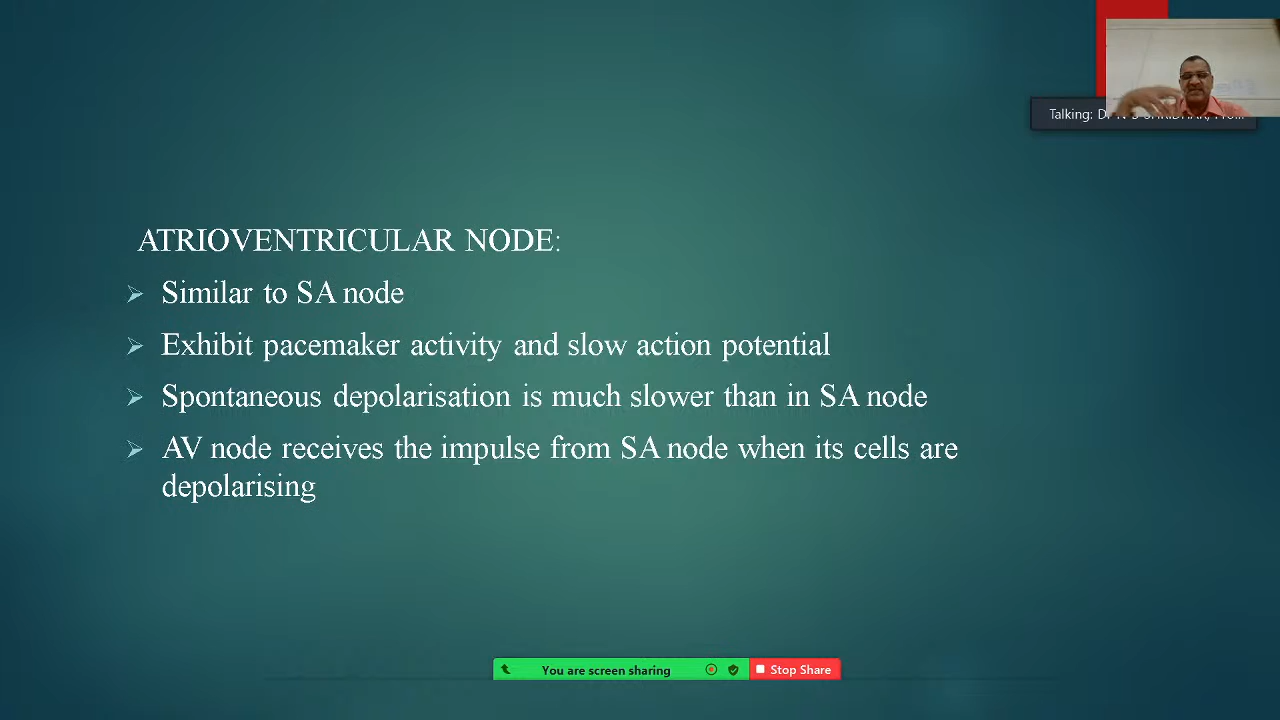 Talking: D
ATRIOVENTRICULAR NODE:
Similar to SA node
Exhibit pacemaker activity and slow action potential
Spontaneous depolarisation is much slower than in SA node
AV node receives the impulse from SA node when its cells are
depolarising
You are screen sharing
Stop Share